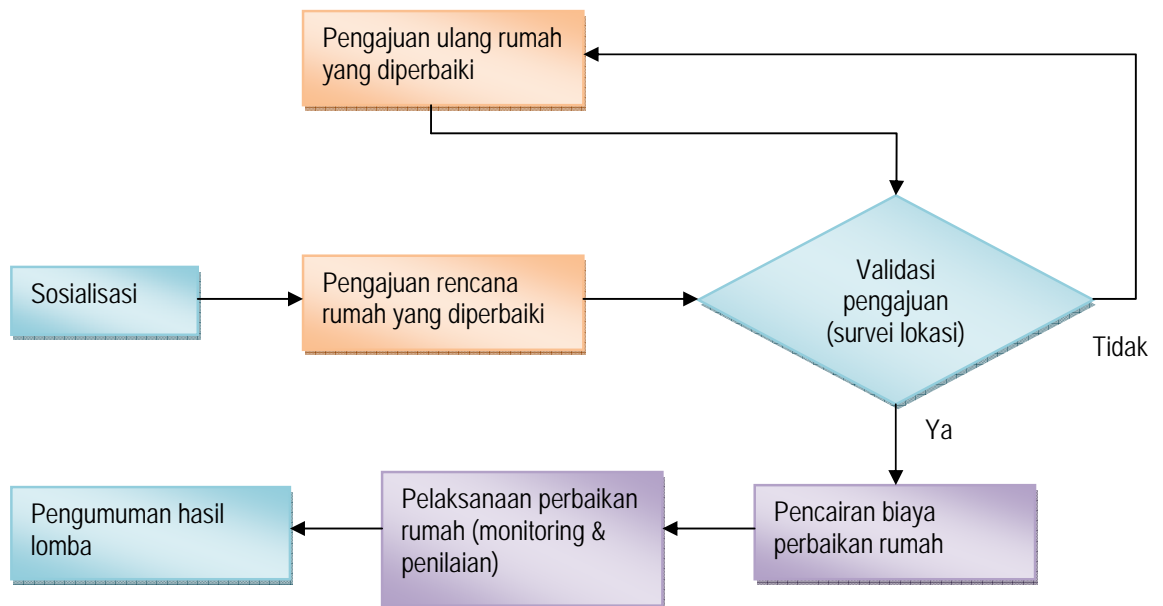 Pengajuan ulang rumah
yang diperbaiki
Sosialisasi
Pengajuan rencana
rumah yang diperbaiki
Validasi
pengajuan
(survei lokasi)
Tidak
Ya
Pengumuman hasil
lomba
Pelaksanaan perbaikan
rumah (monitoring &
penilaian)
Pencairan biaya
perbaikan rumah